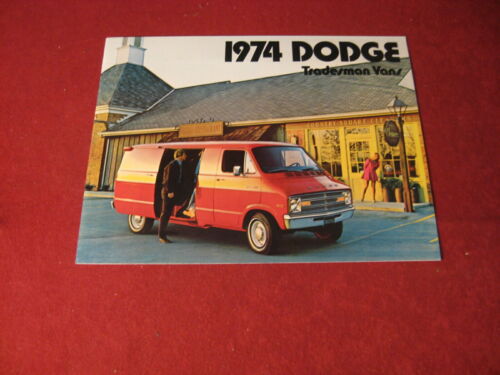 1974 DODGE
Tradesman Vans